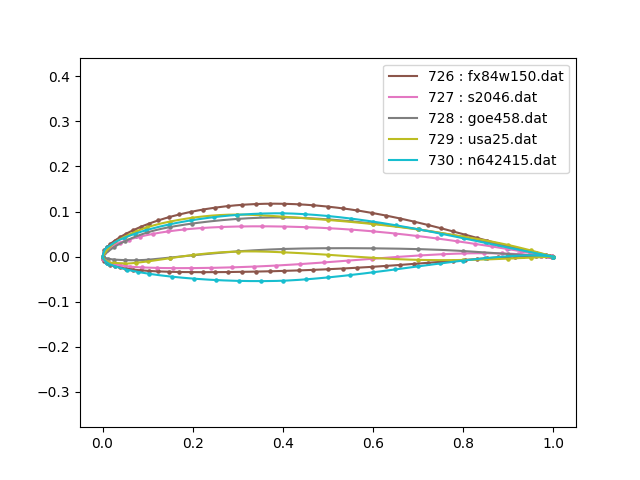 726 : fx84w150.dat
727 : s2046.dat
728 : goe458.dat
729 : usa25.dat
730 : n642415.dat
0.4
0.3
0.2
0.1
0.0
−0.1
−0.2
−0.3
0.0 0.2 0.4 0.6 0.8 1.0